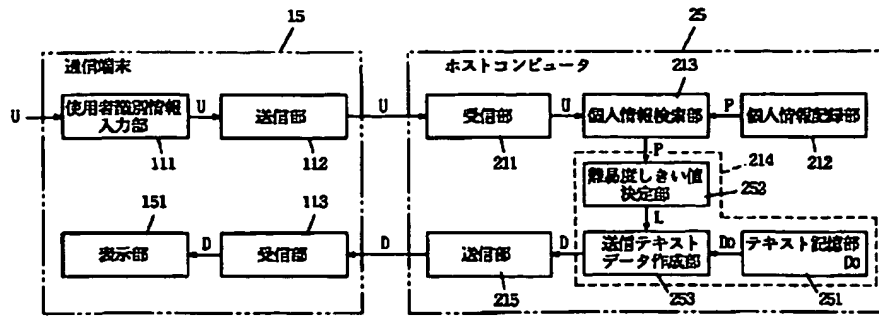 15
25
通信端末
ホストコンピュータ
213
U
使用者識別情報
入力部
U
送信部
U
受信部
U
個人情報検索部
P
個人情報記録部
111
112
211
212
P
214
難易度しきい値
決定部
252
151
113
L
表示部
D
受信部
D
送信部
D
送信テキスト
データ作成部
Do
テキスト記憶部
Do
215
253
251